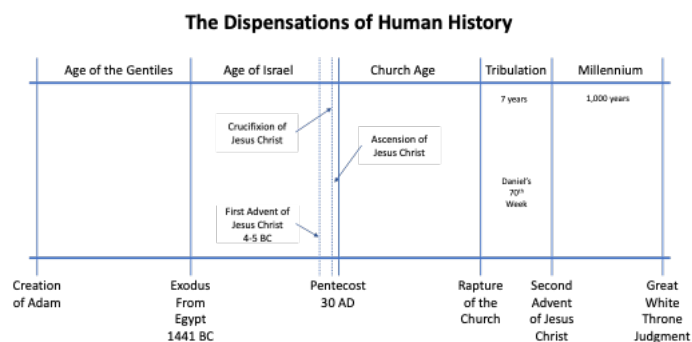 The Dispensations of Human History
Age of the Gentiles
Age of Israel
Church Age
Tribulation
Millennium
7 years
1,000 years
Crucifixion of
Jesus Christ
Ascension of
Jesus Christ
Daniel's
70th
Week
First Advent of
Jesus Christ
4-5 BC
Creation
of Adam
Exodus
From
Egypt
1441 BC
Pentecost
30 AD
Rapture
of the
Church
Second
Advent
of Jesus
Christ
Great
White
Throne
Judgment